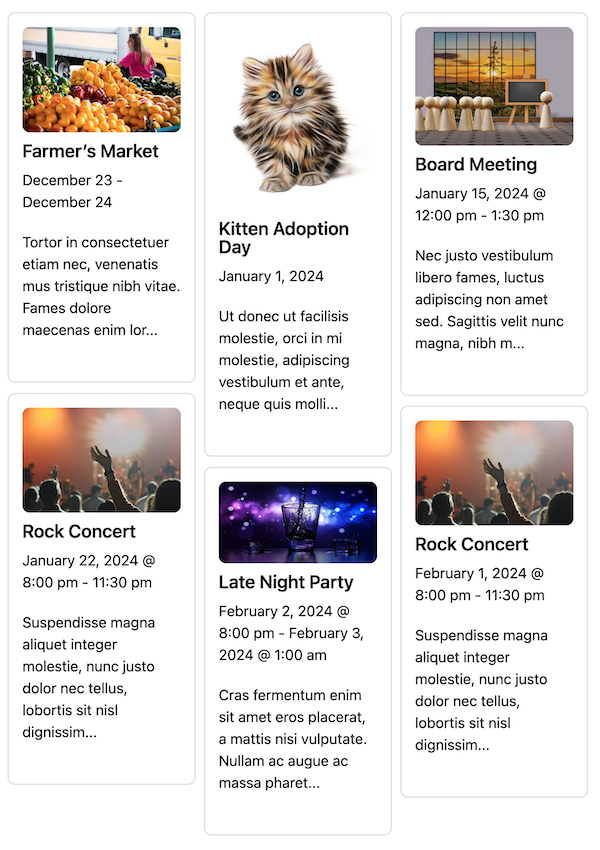 Farmer's Market
December 23 -
December 24
Tortor in consectetuer
etiam nec, venenatis
mus tristique nibh vitae.
Fames dolore
maecenas enim lor...
Kitten Adoption
Day
January 1, 2024
Ut donec ut facilisis
molestie, orci in mi
molestie, adipiscing
vestibulum et ante,
neque quis molli...
Board Meeting
January 15, 2024 @
12:00 pm - 1:30 pm
Nec justo vestibulum
libero fames, luctus
adipiscing non amet
sed. Sagittis velit nunc
magna, nibh m...
Rock Concert
January 22, 2024 @
8:00 pm - 11:30 pm
Suspendisse magna
aliquet integer
molestie, nunc justo
dolor nec tellus,
lobortis sit nisl
dignissim...
Late Night Party
February 2, 2024 @
8:00 pm - February 3,
2024 @ 1:00 am
Cras fermentum enim
sit amet eros placerat,
a mattis nisi vulputate.
Nullam ac augue ac
massa pharet...
Rock Concert
February 1, 2024 @
8:00 pm - 11:30 pm
Suspendisse magna
aliquet integer
molestie, nunc justo
dolor nec tellus,
lobortis sit nisl
dignissim...